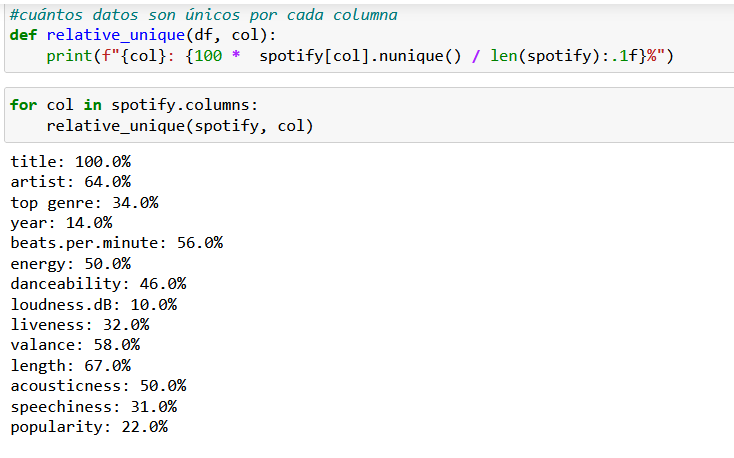 #cuántos datos son únicos por cada columna
def relative_unique(df, col):
    print(f"{col}: {100 *  spotify[col].nunique() / len(spotify):.1f}%")
for col in spotify.columns:
    relative_unique(spotify, col)
title: 100.0%
artist: 64.0%
top genre: 34.0%
year: 14.0%
beats.per.minute: 56.0%
energy: 50.0%
danceability: 46.0%
loudness.dB: 10.0%
liveness: 32.0%
valance: 58.0%
length: 67.0%
acousticness: 50.0%
speechiness: 31.0%
popularity: 22.0%